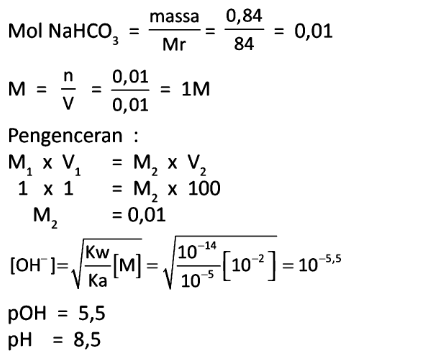 Mol NaHCO₃ = massa/Mr = 0,84/84 = 0,01
M = n/V = 0,01/0,01 = 1M
Pengenceran :
M₁ x V₁ = M₂ x V₂
1 x 1 = M₂ x 100
M₂ = 0,01
[OH⁻]=√(Kw/Ka [M]) = √(10⁻¹⁴/10⁻⁵ [10⁻²]) = 10⁻⁵,⁵
pOH = 5,5
pH = 8,5